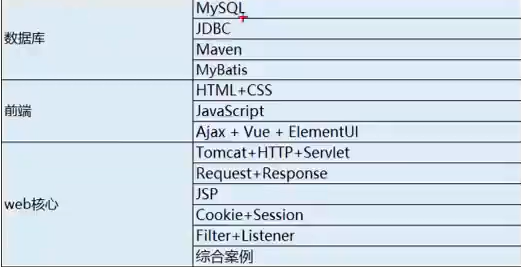 数据库
MySQL
JDBC
Maven
MyBatis
前端
HTML+CSS
JavaScript
Ajax + Vue + ElementUI
web核心
Tomcat+HTTP+Servlet
Request+Response
JSP
Cookie+Session
Filter+Listener
综合案例